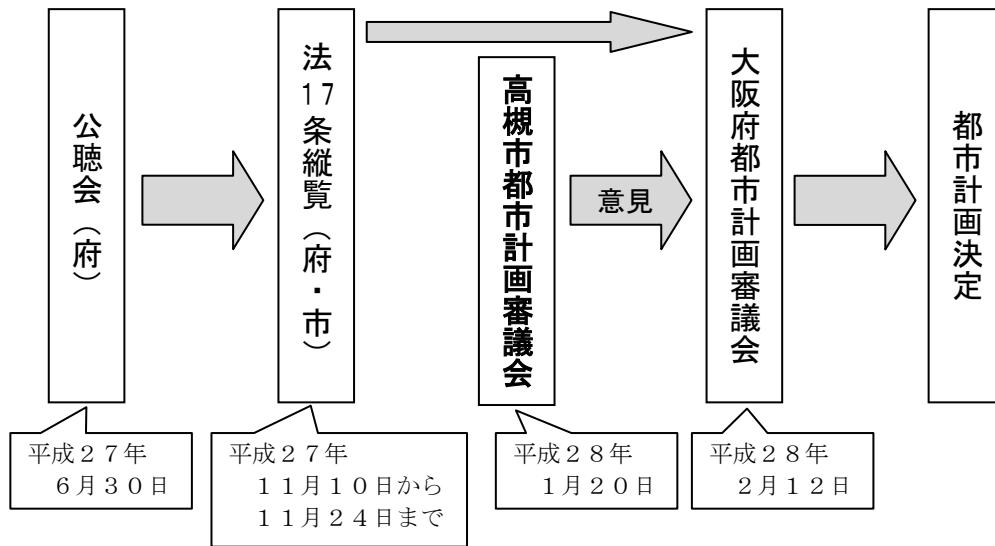 公聴会（府）
法17条縦覧（府・市）
高槻市都市計画審議会
意見
大阪府都市計画審議会
都市計画決定
平成２７年
６月３０日
平成２７年
１１月１０日から
１１月２４日まで
平成２８年
１月２０日
平成２８年
２月１２日